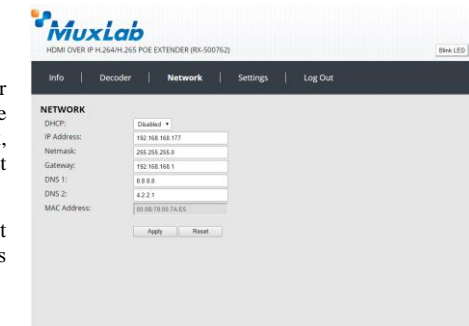 MuxLab
HDMI OVER IP H.264/H.265 POE EXTENDER (RX-500762)
Blink LED
Info | Decoder | Network | Settings | Log Out
NETWORK
DHCP: Disabled
IP Address: 192.168.168.177
Netmask: 255.255.255.0
Gateway: 192.168.168.1
DNS 1: 8.8.8.8
DNS 2: 4.2.2.1
MAC Address:
Apply Reset